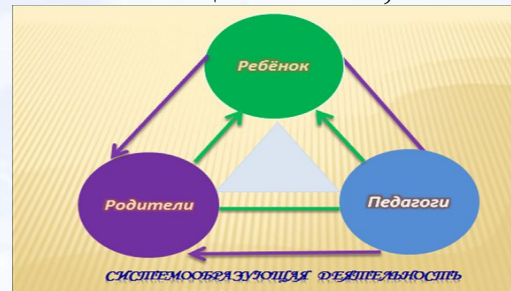 Ребёнок
Родители
Педагоги
СИСТЕМООБРАЗУЮЩАЯ ДЕЯТЕЛЬНОСТЬ